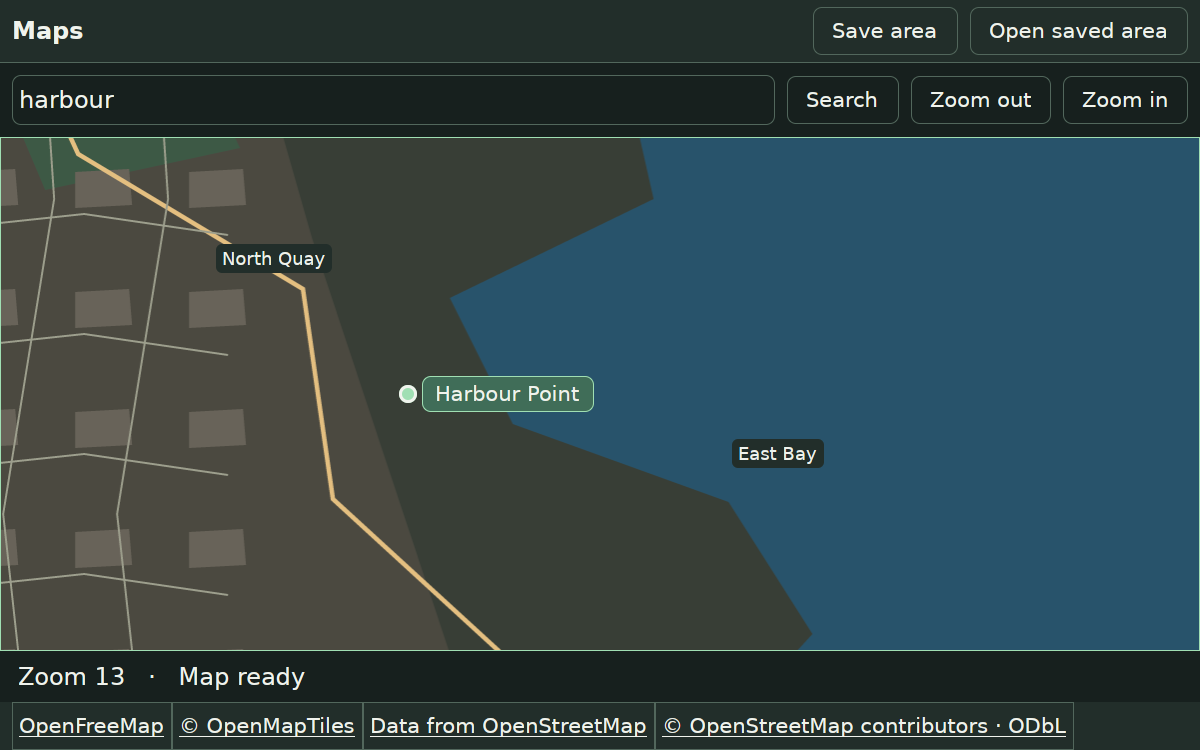 Maps
Save area
Open saved area
harbour
Search
Zoom out
Zoom in
North Quay
Harbour Point
East Bay
Zoom 13 · Map ready
OpenFreeMap
© OpenMapTiles
Data from OpenStreetMap
© OpenStreetMap contributors · ODbL